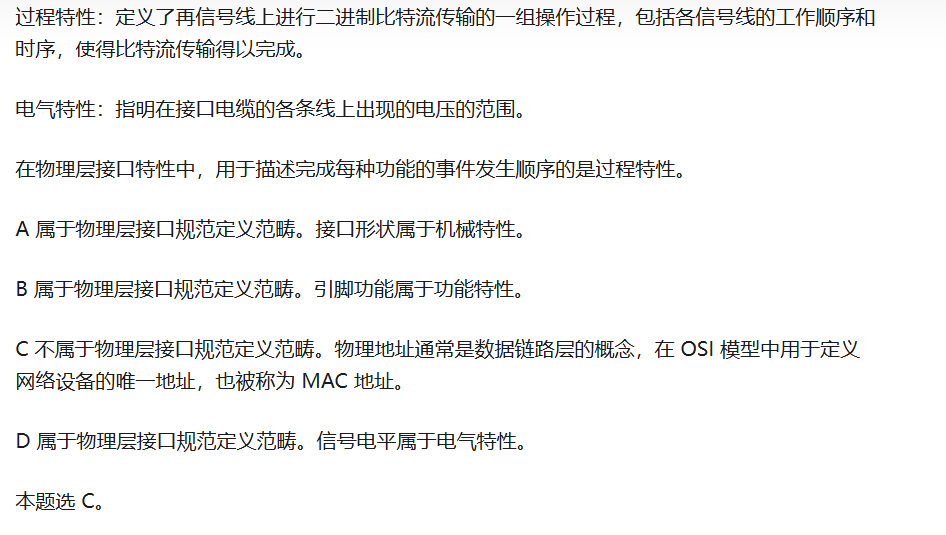 过程特性：定义了再信号线上进行二进制比特流传输的一组操作过程，包括各信号线的工作顺序和
时序，使得比特流传输得以完成。
电气特性：指明在接口电缆的各条线上出现的电压的范围。
在物理层接口特性中，用于描述完成每种功能的事件发生顺序的是过程特性。
A 属于物理层接口规范定义范畴。接口形状属于机械特性。
B 属于物理层接口规范定义范畴。引脚功能属于功能特性。
C 不属于物理层接口规范定义范畴。物理地址通常是数据链路层的概念，在 OSI 模型中用于定义
网络设备的唯一地址，也被称为 MAC 地址。
D 属于物理层接口规范定义范畴。信号电平属于电气特性。
本题选 C。